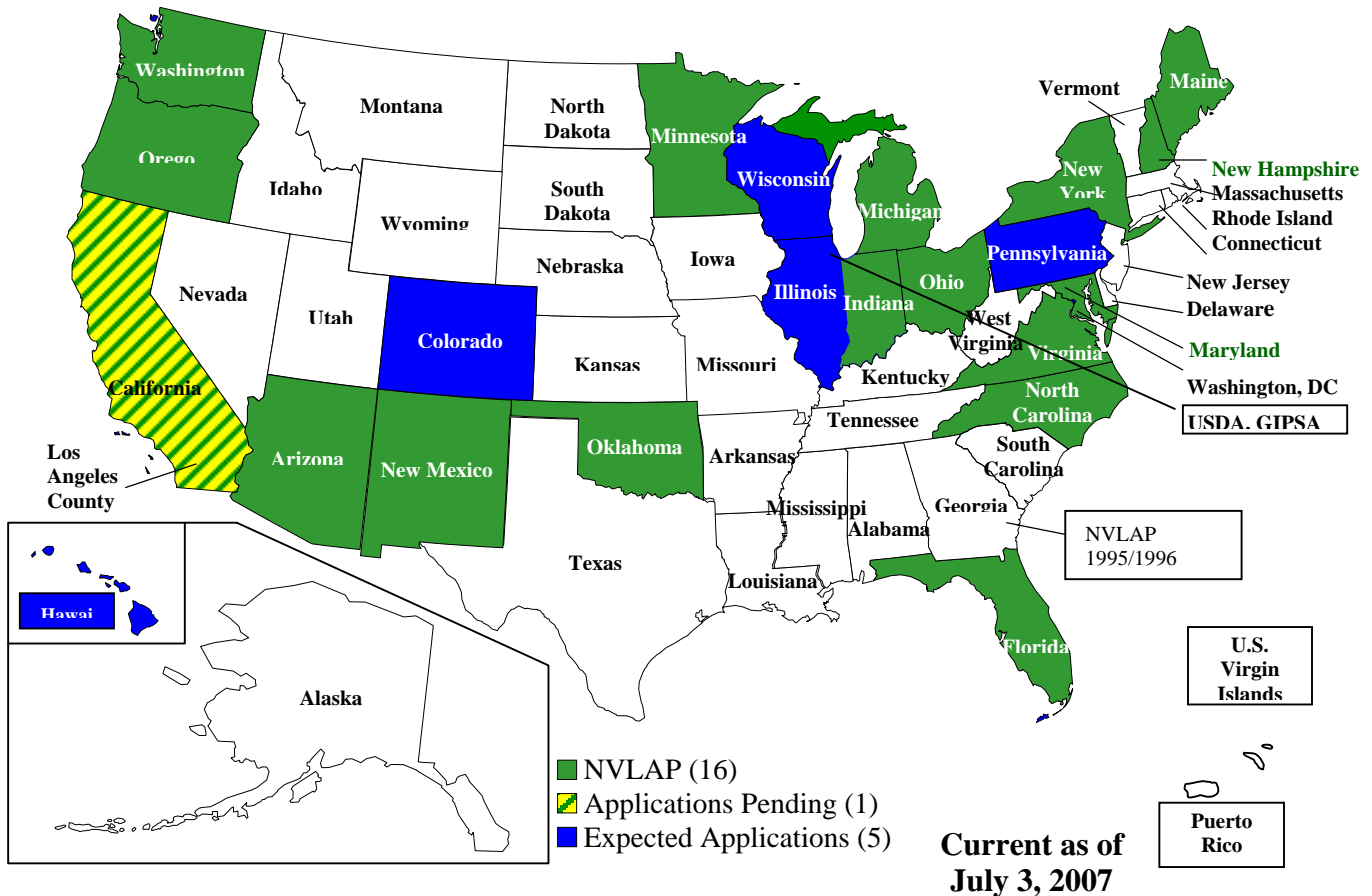 Washington
Montana
North
Dakota
Minnesota
Vermont
Maine
Orego
Idaho
South
Dakota
Wisconsin
Michigan
New
York
New Hampshire
Massachusetts
Rhode Island
Connecticut
Wyoming
Nebraska
Iowa
Pennsylvania
New Jersey
Delaware
Nevada
Utah
Colorado
Kansas
Missouri
Illinois
Indiana
Ohio
West
Virginia
Virginia
Maryland
Washington, DC
USDA, GIPSA
California
Kentucky
North
Carolina
Tennessee
South
Carolina
Los
Angeles
County
Arizona
New Mexico
Oklahoma
Arkansas
Mississippi
Alabama
Georgia
NVLAP
1995/1996
Texas
Louisiana
Florida
Hawai
Alaska
U.S.
Virgin
Islands
NVLAP (16)
Applications Pending (1)
Expected Applications (5)
Puerto
Rico
Current as of
July 3, 2007